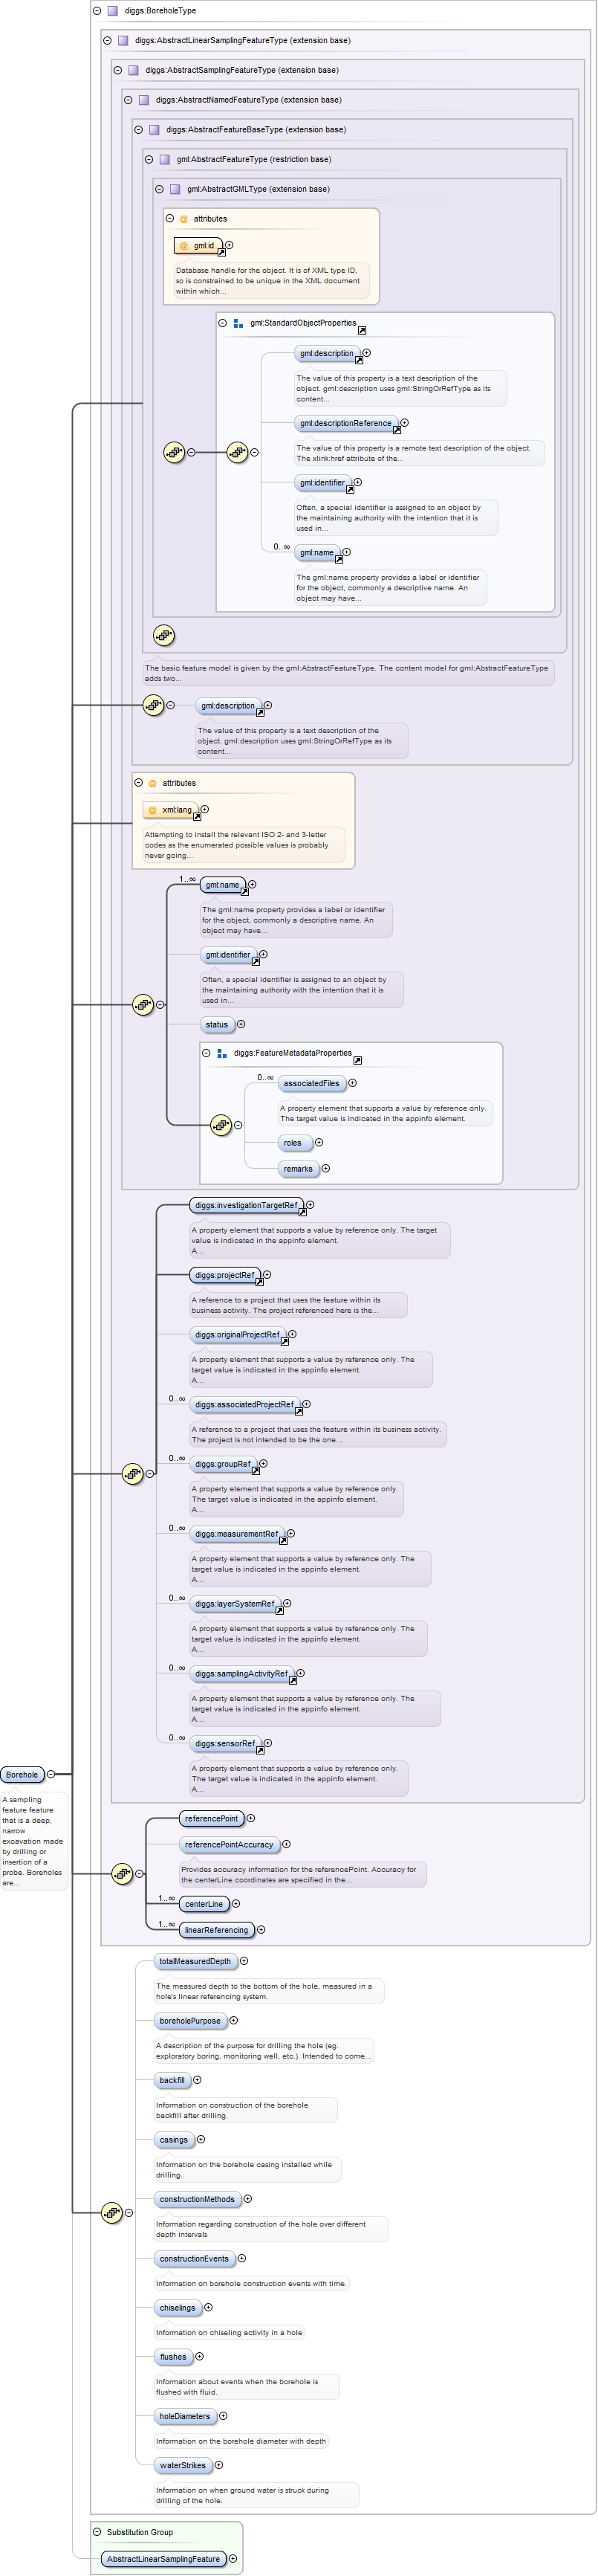 diggs:BoreholeType
diggs:AbstractLinearSamplingFeatureType (extension base)
diggs:AbstractSamplingFeatureType (extension base)
diggs:AbstractNamedFeatureType (extension base)
diggs:AbstractFeatureBaseType (extension base)
gml:AbstractFeatureType (restriction base)
gml:AbstractGMLType (extension base)
@ attributes
@ gml:id
Database handle for the object. It is of XML type ID,
so is constrained to be unique in the XML document
within which...
gml:StandardObjectProperties
gml:description
The value of this property is a text description of the
object. gml:description uses gml:StringOrRefType as its
content...
gml:descriptionReference
The value of this property is a remote text description of the object.
The xlink:href attribute of the...
gml:identifier
Often, a special identifier is assigned to an object by
the maintaining authority with the intention that it is
used in...
0..∞
gml:name
The gml:name property provides a label or identifier
for the object, commonly a descriptive name. An
object may have...
The basic feature model is given by the gml:AbstractFeatureType. The content model for gml:AbstractFeatureType
adds two...
gml:description
The value of this property is a text description of the
object. gml:description uses gml:StringOrRefType as its
content...
@ attributes
@ xml:lang
Attempting to install the relevant ISO 2- and 3-letter
codes as the enumerated possible values is probably
never going...
1..∞
gml:name
The gml:name property provides a label or identifier
for the object, commonly a descriptive name. An
object may have...
gml:identifier
Often, a special identifier is assigned to an object by
the maintaining authority with the intention that it is
used in...
status
diggs:FeatureMetadataProperties
0..∞
associatedFiles
A property element that supports a value by reference only.
The target value is indicated in the appinfo element.
roles
remarks
diggs:investigationTargetRef
A property element that supports a value by reference only. The target
value is indicated in the appinfo element.
A...
diggs:projectRef
A reference to a project that uses the feature within its
business activity. The project referenced here is the...
diggs:originalProjectRef
A property element that supports a value by reference only. The
target value is indicated in the appinfo element.
A...
0..∞
diggs:associatedProjectRef
A reference to a project that uses the feature within its business activity.
The project is not intended to be the one...
0..∞
diggs:groupRef
A property element that supports a value by reference only.
The target value is indicated in the appinfo element.
A...
0..∞
diggs:measurementRef
A property element that supports a value by reference only. The
target value is indicated in the appinfo element.
A...
0..∞
diggs:layerSystemRef
A property element that supports a value by reference only. The
target value is indicated in the appinfo element.
A...
0..∞
diggs:samplingActivityRef
A property element that supports a value by reference only. The
target value is indicated in the appinfo element.
A...
0..∞
diggs:sensorRef
A property element that supports a value by reference only.
The target value is indicated in the appinfo element.
A...
Borehole
A sampling
feature feature
that is a deep,
narrow
excavation made
by drilling or
insertion of a
probe. Boreholes
are...
referencePoint
referencePointAccuracy
Provides accuracy information for the referencePoint. Accuracy for
the centerLine coordinates are specified in the...
1..∞
centerLine
1..∞
linearReferencing
totalMeasuredDepth
The measured depth to the bottom of the hole, measured in a
hole's linear referencing system.
boreholePurpose
A description of the purpose for drilling the hole (eg.
exploratory boring, monitoring well, etc.). Intended to come...
backfill
Information on construction of the borehole
backfill after drilling.
casings
Information on the borehole casing installed while
drilling.
constructionMethods
Information regarding construction of the hole over different
depth intervals
constructionEvents
Information on borehole construction events with time.
chiselings
Information on chiseling activity in a hole
flushes
Information about events when the borehole is
flushed with fluid.
holeDiameters
Information on the borehole diameter with depth
waterStrikes
Information on when ground water is struck during
drilling of the hole.
Substitution Group
AbstractLinearSamplingFeature